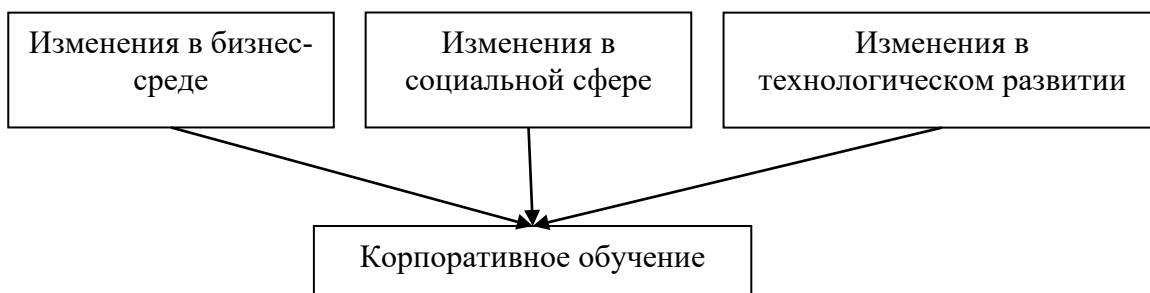 Изменения в бизнес-
среде
Изменения в
социальной сфере
Изменения в
технологическом развитии
Корпоративное обучение